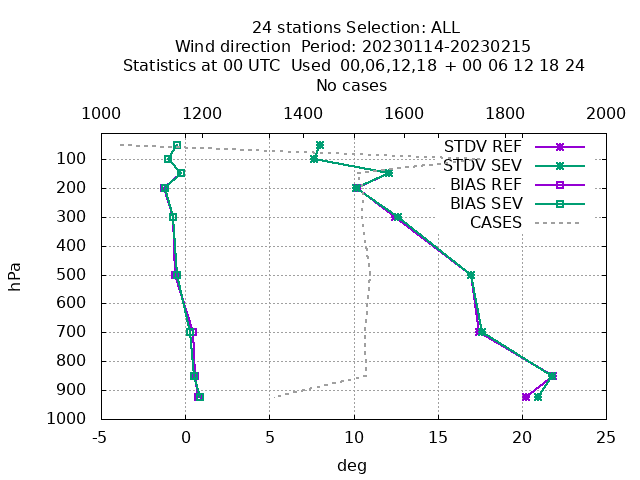 24 stations Selection: ALL
Wind direction  Period: 20230114-20230215
Statistics at 00 UTC  Used  00,06,12,18  + 00 06 12 18 24
No cases
1000 1200 1400 1600 1800 2000
STDV REF
STDV SEV
BIAS REF
BIAS SEV
CASES
100
200
300
400
500
600
700
800
900
1000
hPa
-5 0 5 10 15 20 25
deg